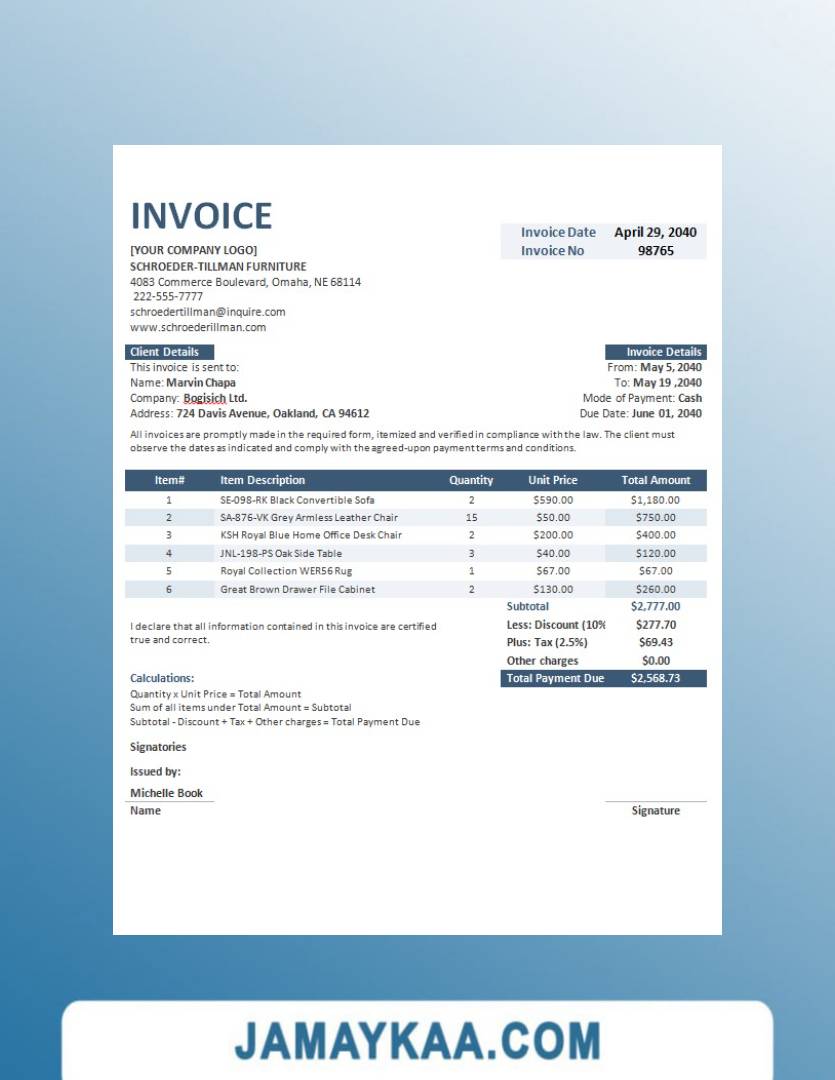 INVOICE
Invoice Date April 29, 2040
Invoice No 98765
[YOUR COMPANY LOGO]
SCHROEDER-TILLMAN FURNITURE
4083 Commerce Boulevard, Omaha, NE 68114
222-555-7777
schroedertillman@inquire.com
www.schroederillman.com
Client Details
This invoice is sent to:
Name: Marvin Chapa
Company: Bogisich Ltd.
Address: 724 Davis Avenue, Oakland, CA 94612
Invoice Details
From: May 5, 2040
To: May 19 ,2040
Mode of Payment: Cash
Due Date: June 01, 2040
All invoices are promptly made in the required form, itemized and verified in compliance with the law. The client must
observe the dates as indicated and comply with the agreed-upon payment terms and conditions.
Item# Item Description Quantity Unit Price Total Amount
1 SE-098-RK Black Convertible Sofa 2 $590.00 $1,180.00
2 SA-876-VK Grey Armless Leather Chair 15 $50.00 $750.00
3 KSH Royal Blue Home Office Desk Chair 2 $200.00 $400.00
4 JNL-198-PS Oak Side Table 3 $40.00 $120.00
5 Royal Collection WER56 Rug 1 $67.00 $67.00
6 Great Brown Drawer File Cabinet 2 $130.00 $260.00
Subtotal $2,777.00
Less: Discount (10% $277.70
Plus: Tax (2.5%) $69.43
Other charges $0.00
Total Payment Due $2,568.73
I declare that all information contained in this invoice are certified
true and correct.
Calculations:
Quantity x Unit Price = Total Amount
Sum of all items under Total Amount = Subtotal
Subtotal - Discount + Tax + Other charges = Total Payment Due
Signatories
Issued by:
Michelle Book
Name
Signature
JAMAYKAA.COM